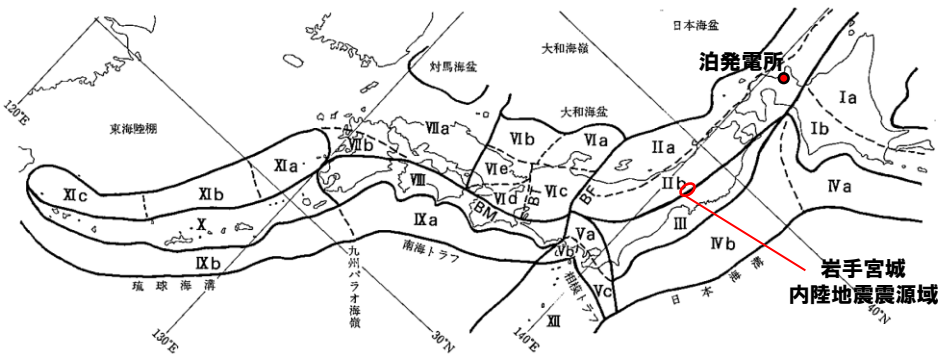 日本海盆
大和海嶺
対馬海盆
泊発電所
120°E
東海陸棚
大和海盆
Ⅰa
Ⅰb
Ⅱa
Ⅱb
Ⅲ
Ⅳa
Ⅳb
Ⅴa
Ⅴb
Ⅴc
Ⅵa
Ⅵb
Ⅵc
Ⅵd
Ⅵe
BT
BF
BM
Ⅶa
Ⅶb
Ⅷ
Ⅸa
Ⅸb
Ⅹ
Ⅺa
Ⅺb
Ⅺc
Ⅻ
琉球海溝
九州パラオ海嶺
南海トラフ
相模トラフ
日本海溝
岩手宮城
内陸地震震源域
130°E
30°N
140°E
40°N